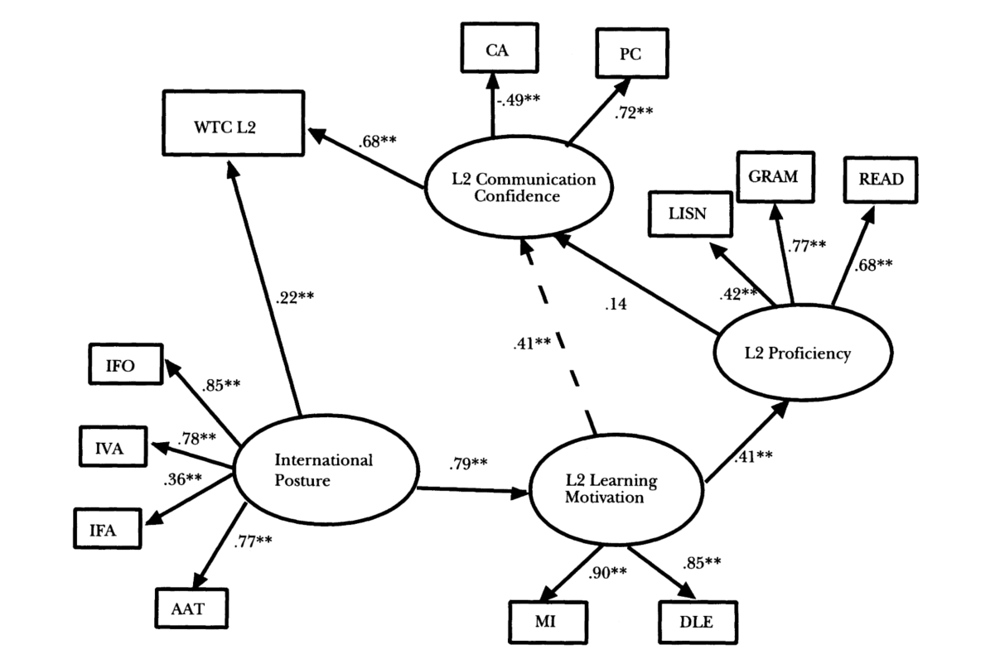 CA
PC
-.49**
.72**
WTC L2
.68**
L2 Communication
Confidence
GRAM
READ
LISN
.77**
.68**
.42**
.22**
.14
.41**
L2 Proficiency
IFO
.85**
IVA
.78**
.36**
International
Posture
.79**
L2 Learning
Motivation
.41**
IFA
.77**
AAT
.90**
.85**
MI
DLE